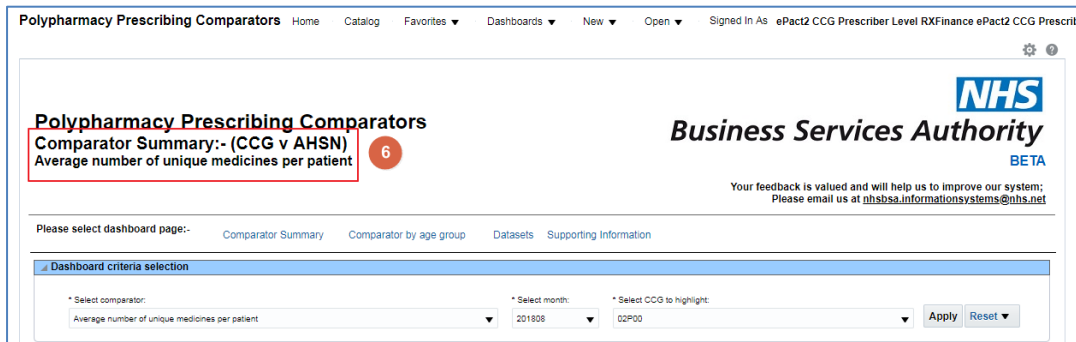 Polypharmacy Prescribing Comparators Home Catalog Favorites Dashboards New Open Signed In As ePact2 CCG Prescriber Level RXFinance ePact2 CCG
NHS
Polypharmacy Prescribing Comparators
Business Services Authority
Comparator Summary:- (CCG v AHSN)
6
Average number of unique medicines per patient
BETA
Your feedback is valued and will help us to improve our system;
Please email us at nhsbsa.informationsystems@nhs.net
Please select dashboard page:- Comparator Summary Comparator by age group Datasets Supporting Information
Dashboard criteria selection
* Select comparator: * Select month: * Select CCG to highlight:
Average number of unique medicines per patient 201808 02P00 Apply Reset